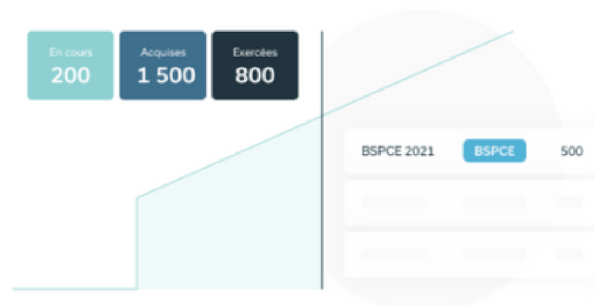 En cours
200
Acquises
1 500
Exercées
800
BSPCE 2021 BSPCE 500